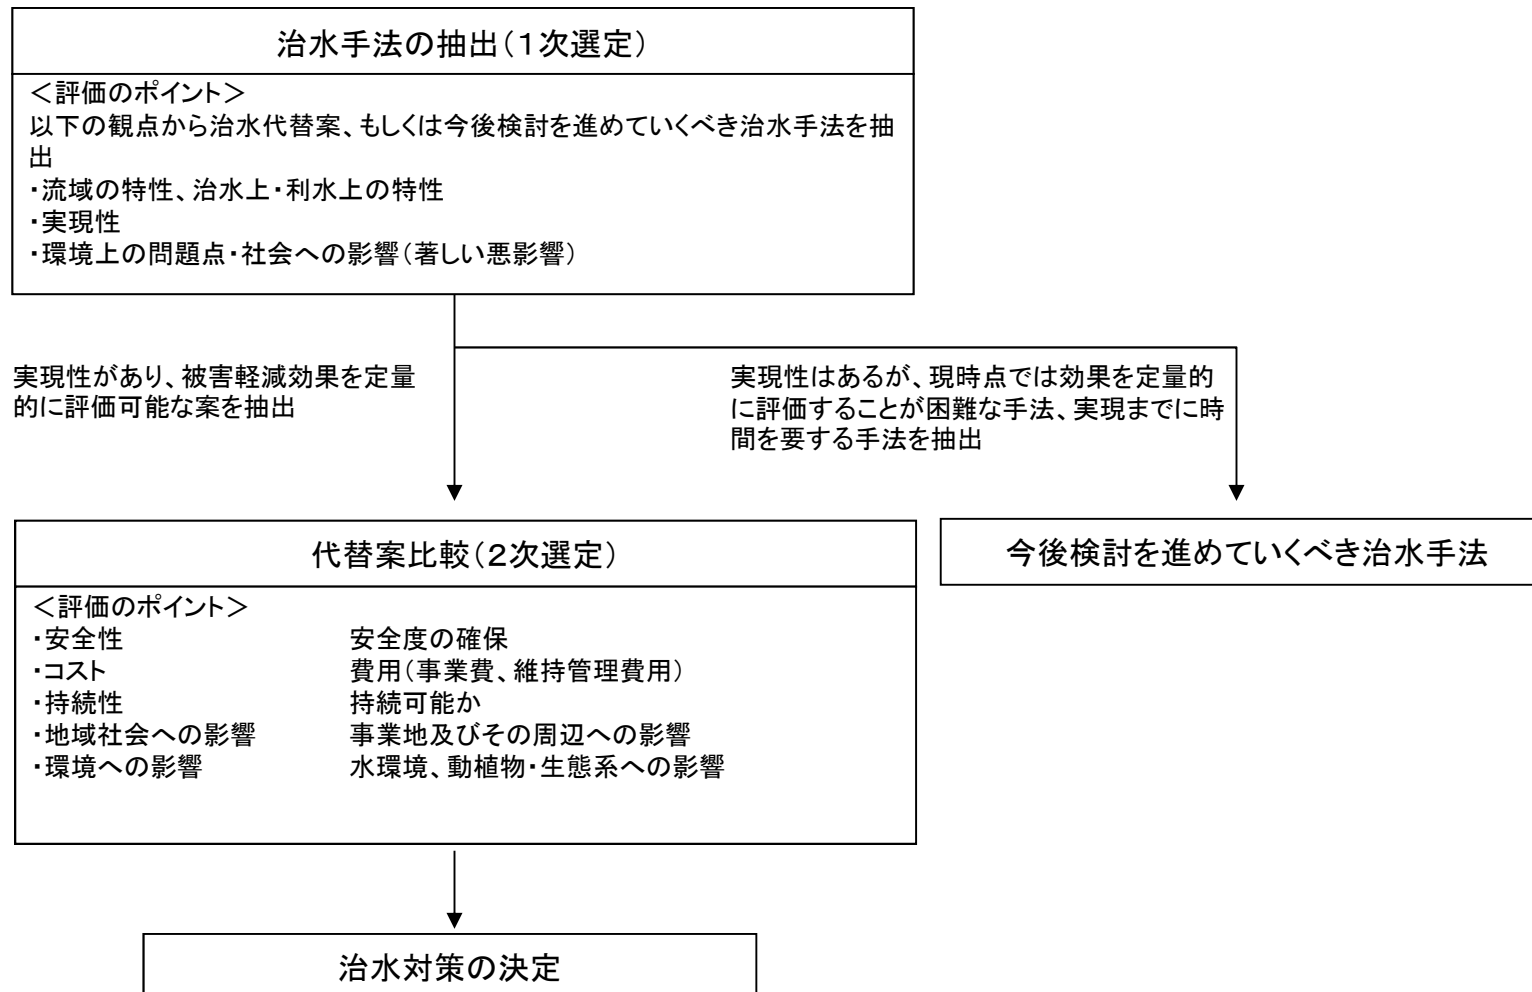 治水手法の抽出（１次選定）
＜評価のポイント＞
以下の観点から治水代替案、もしくは今後検討を進めていくべき治水手法を抽
出
・流域の特性、治水上・利水上の特性
・実現性
・環境上の問題点・社会への影響（著しい悪影響）
実現性があり、被害軽減効果を定量
的に評価可能な案を抽出
実現性はあるが、現時点では効果を定量的
に評価することが困難な手法、実現までに時
間を要する手法を抽出
代替案比較（２次選定）
＜評価のポイント＞
・安全性 安全度の確保
・コスト 費用（事業費、維持管理費用）
・持続性 持続可能か
・地域社会への影響 事業地及びその周辺への影響
・環境への影響 水環境、動植物・生態系への影響
今後検討を進めていくべき治水手法
治水対策の決定